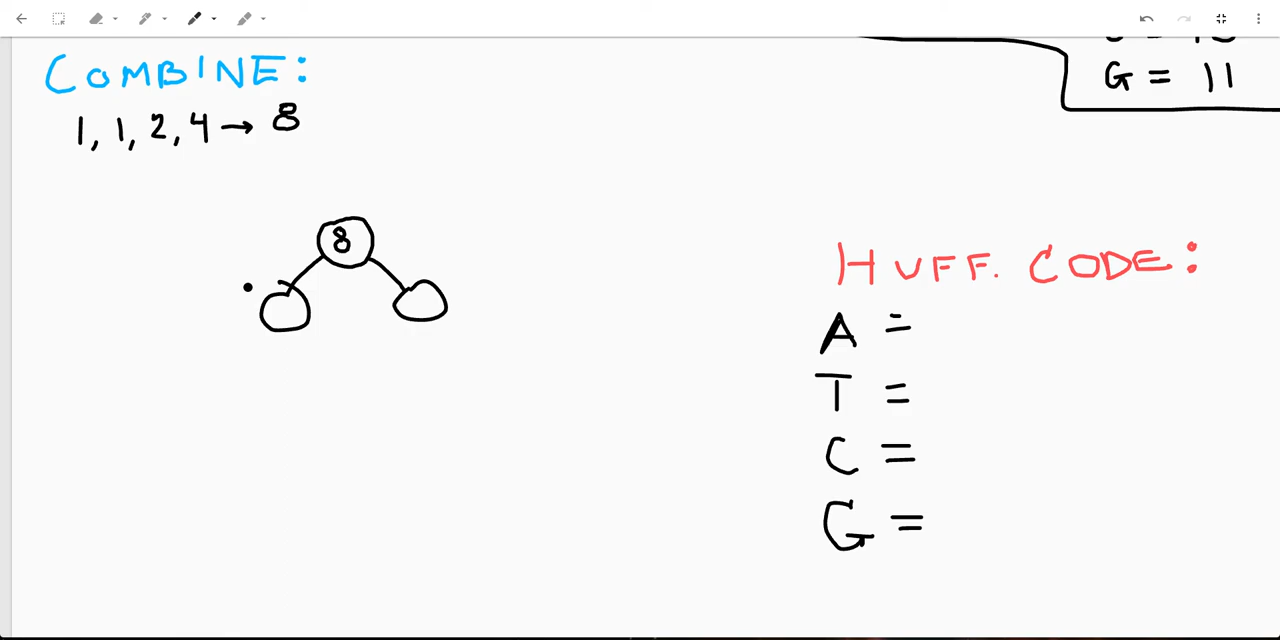 G = 11
COMBINE:
1, 1, 2, 4 → 8
8
HUFF. CODE:
A =
T =
C =
G =